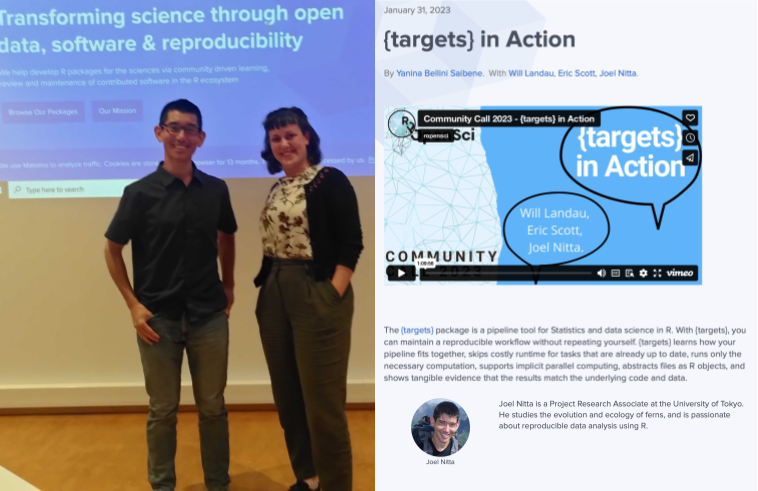 Transforming science through open
data, software & reproducibility
We help develop R packages for the sciences via community driven learning,
review and maintenance of contributed software in the R ecosystem
Browse Our Packages
Our Mission
Type here to search
January 31, 2023
{targets} in Action
By Yanina Bellini Saibene. With Will Landau, Eric Scott, Joel Nitta.
R
Community Call 2023 - {targets} in Action
ropensci
Sci
{targets}
in Action
Will Landau,
Eric Scott,
Joel Nitta.
COMMUNITY
1:09:06
vimeo
The {targets} package is a pipeline tool for Statistics and data science in R. With {targets}, you
can maintain a reproducible workflow without repeating yourself. {targets} learns how your
pipeline fits together, skips costly runtime for tasks that are already up to date, runs only the
necessary computation, supports implicit parallel computing, abstracts files as R objects, and
shows tangible evidence that the results match the underlying code and data.
Joel Nitta is a Project Research Associate at the University of Tokyo.
He studies the evolution and ecology of ferns, and is passionate
about reproducible data analysis using R.
Joel Nitta